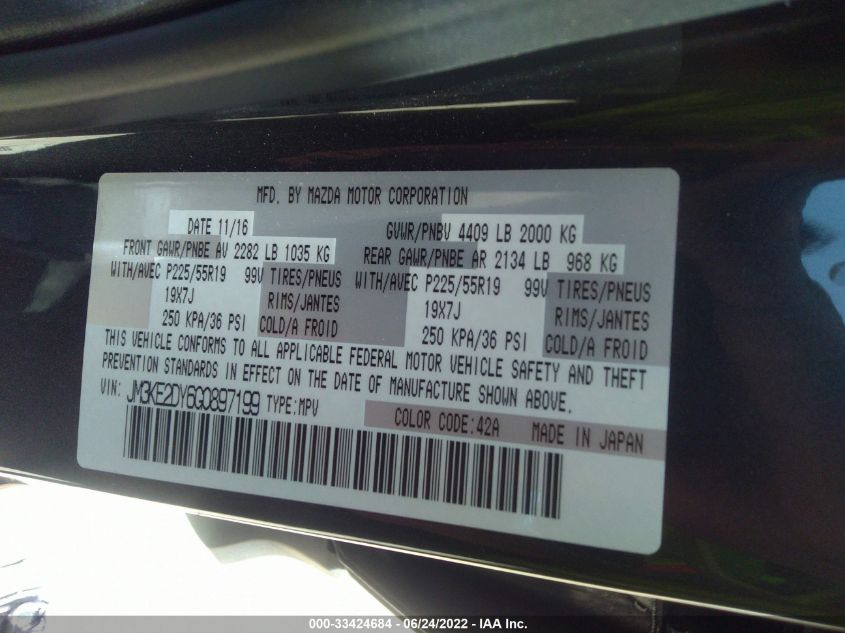 MFD. BY MAZDA MOTOR CORPORATION
DATE 11/16 GVWR/PNBV 4409 LB 2000 KG
FRONT GAWR/PNBE AV 2282 LB 1035 KG REAR GAWR/PNBE AR 2134 LB 968 KG
WITH/AVEC P225/55R19 99V TIRES/PNEUS WITH/AVEC P225/55R19 99V TIRES/PNEUS
19X7J RIMS/JANTES 19X7J RIMS/JANTES
250 KPA/36 PSI COLD/A FROID 250 KPA/36 PSI COLD/A FROID
THIS VEHICLE CONFORMS TO ALL APPLICABLE FEDERAL MOTOR VEHICLE SAFETY AND THEFT
PREVENTION STANDARDS IN EFFECT ON THE DATE OF MANUFACTURE SHOWN ABOVE.
VIN: JM3KE2DY6G0897199 TYPE:MPV
COLOR CODE:42A MADE IN JAPAN
000-33424684 - 06/24/2022 - IAA Inc.